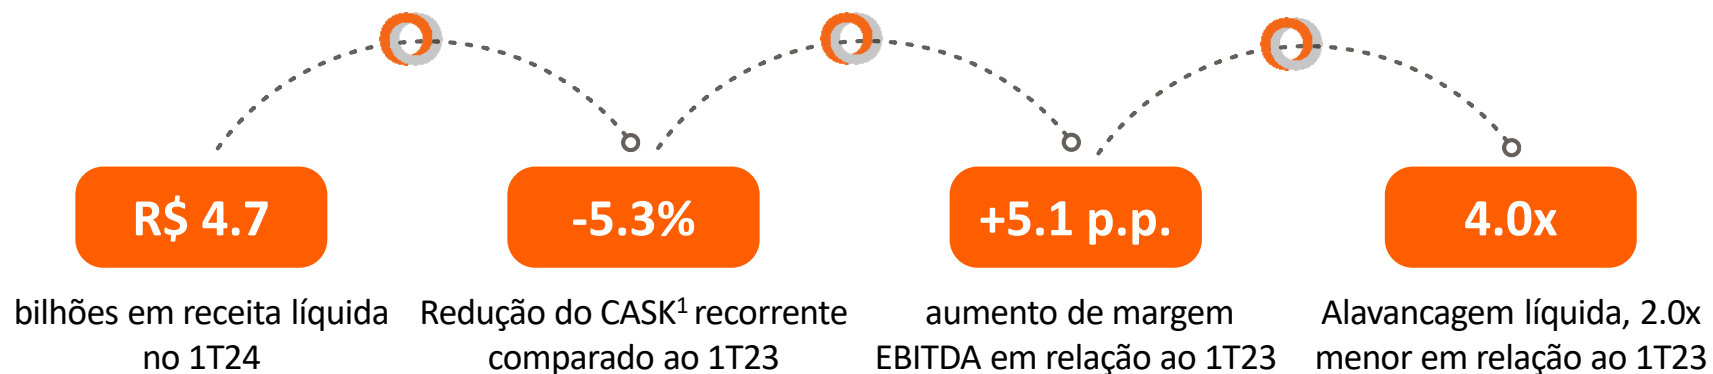 R$ 4.7
bilhões em receita líquida
no 1T24
-5.3%
Redução do CASK¹ recorrente
comparado ao 1T23
+5.1 p.p.
aumento de margem
EBITDA em relação ao 1T23
4.0x
Alavancagem líquida, 2.0x
menor em relação ao 1T23